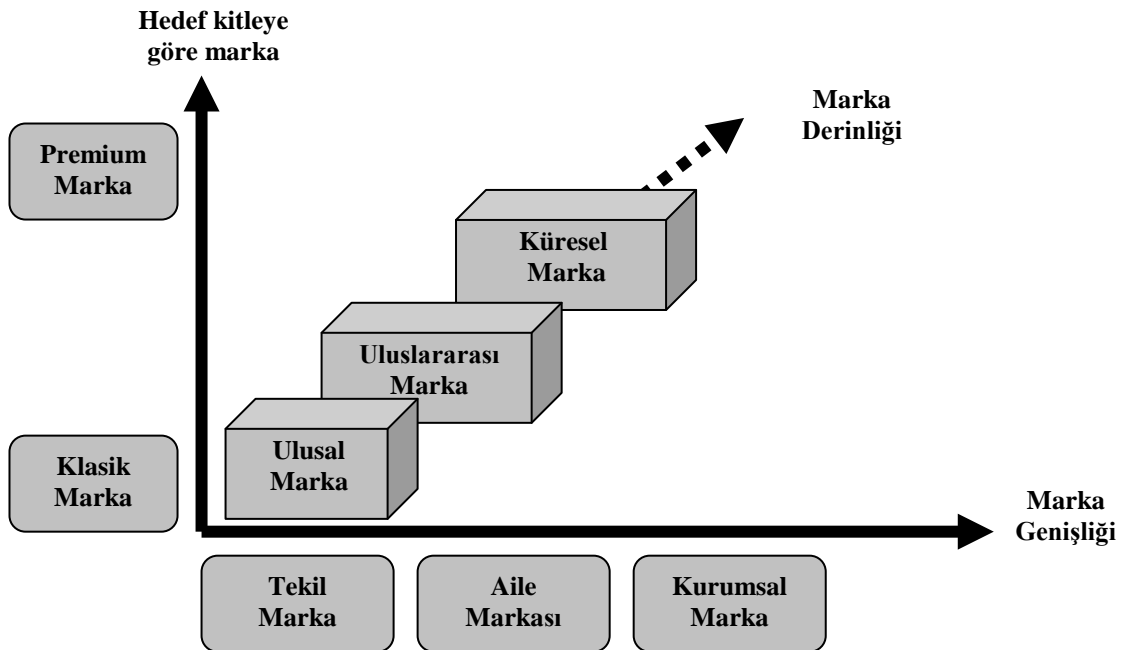 Hedef kitleye
göre marka
Marka
Derinliği
Premium
Marka
Küresel
Marka
Uluslararası
Marka
Ulusal
Marka
Klasik
Marka
Marka
Genişliği
Tekil
Marka
Aile
Markası
Kurumsal
Marka